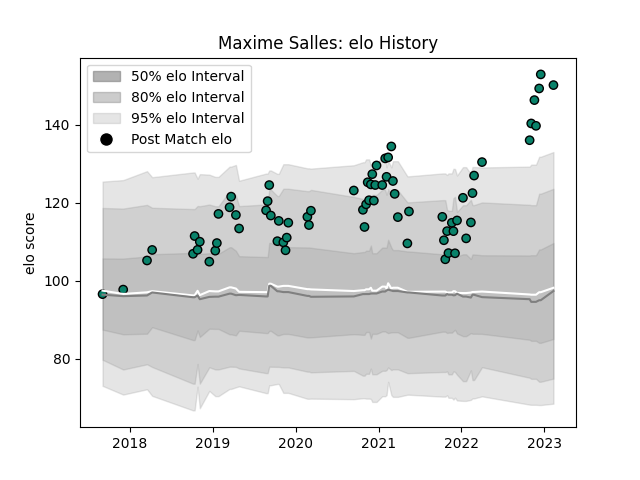 Maxime Salles: elo History
50% elo Interval
80% elo Interval
95% elo Interval
Post Match elo
elo score
140
120
100
80
2018 2019 2020 2021 2022 2023